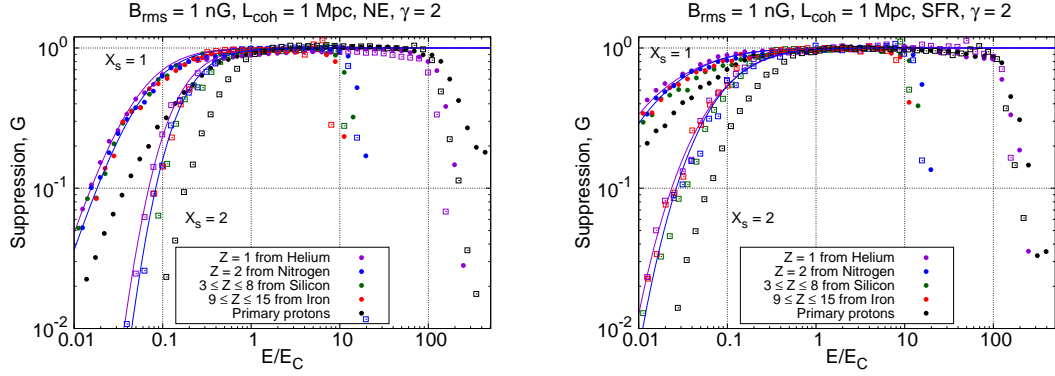 B_rms = 1 nG, L_coh = 1 Mpc, NE, γ = 2
Suppression, G
10^0
10^-1
10^-2
X_s = 1
X_s = 2
Z = 1 from Helium
Z = 2 from Nitrogen
3 ≤ Z ≤ 8 from Silicon
9 ≤ Z ≤ 15 from Iron
Primary protons
0.01 0.1 1 10 100
E/E_C
B_rms = 1 nG, L_coh = 1 Mpc, SFR, γ = 2
Suppression, G
10^0
10^-1
10^-2
X_s = 1
X_s = 2
Z = 1 from Helium
Z = 2 from Nitrogen
3 ≤ Z ≤ 8 from Silicon
9 ≤ Z ≤ 15 from Iron
Primary protons
0.01 0.1 1 10 100
E/E_C